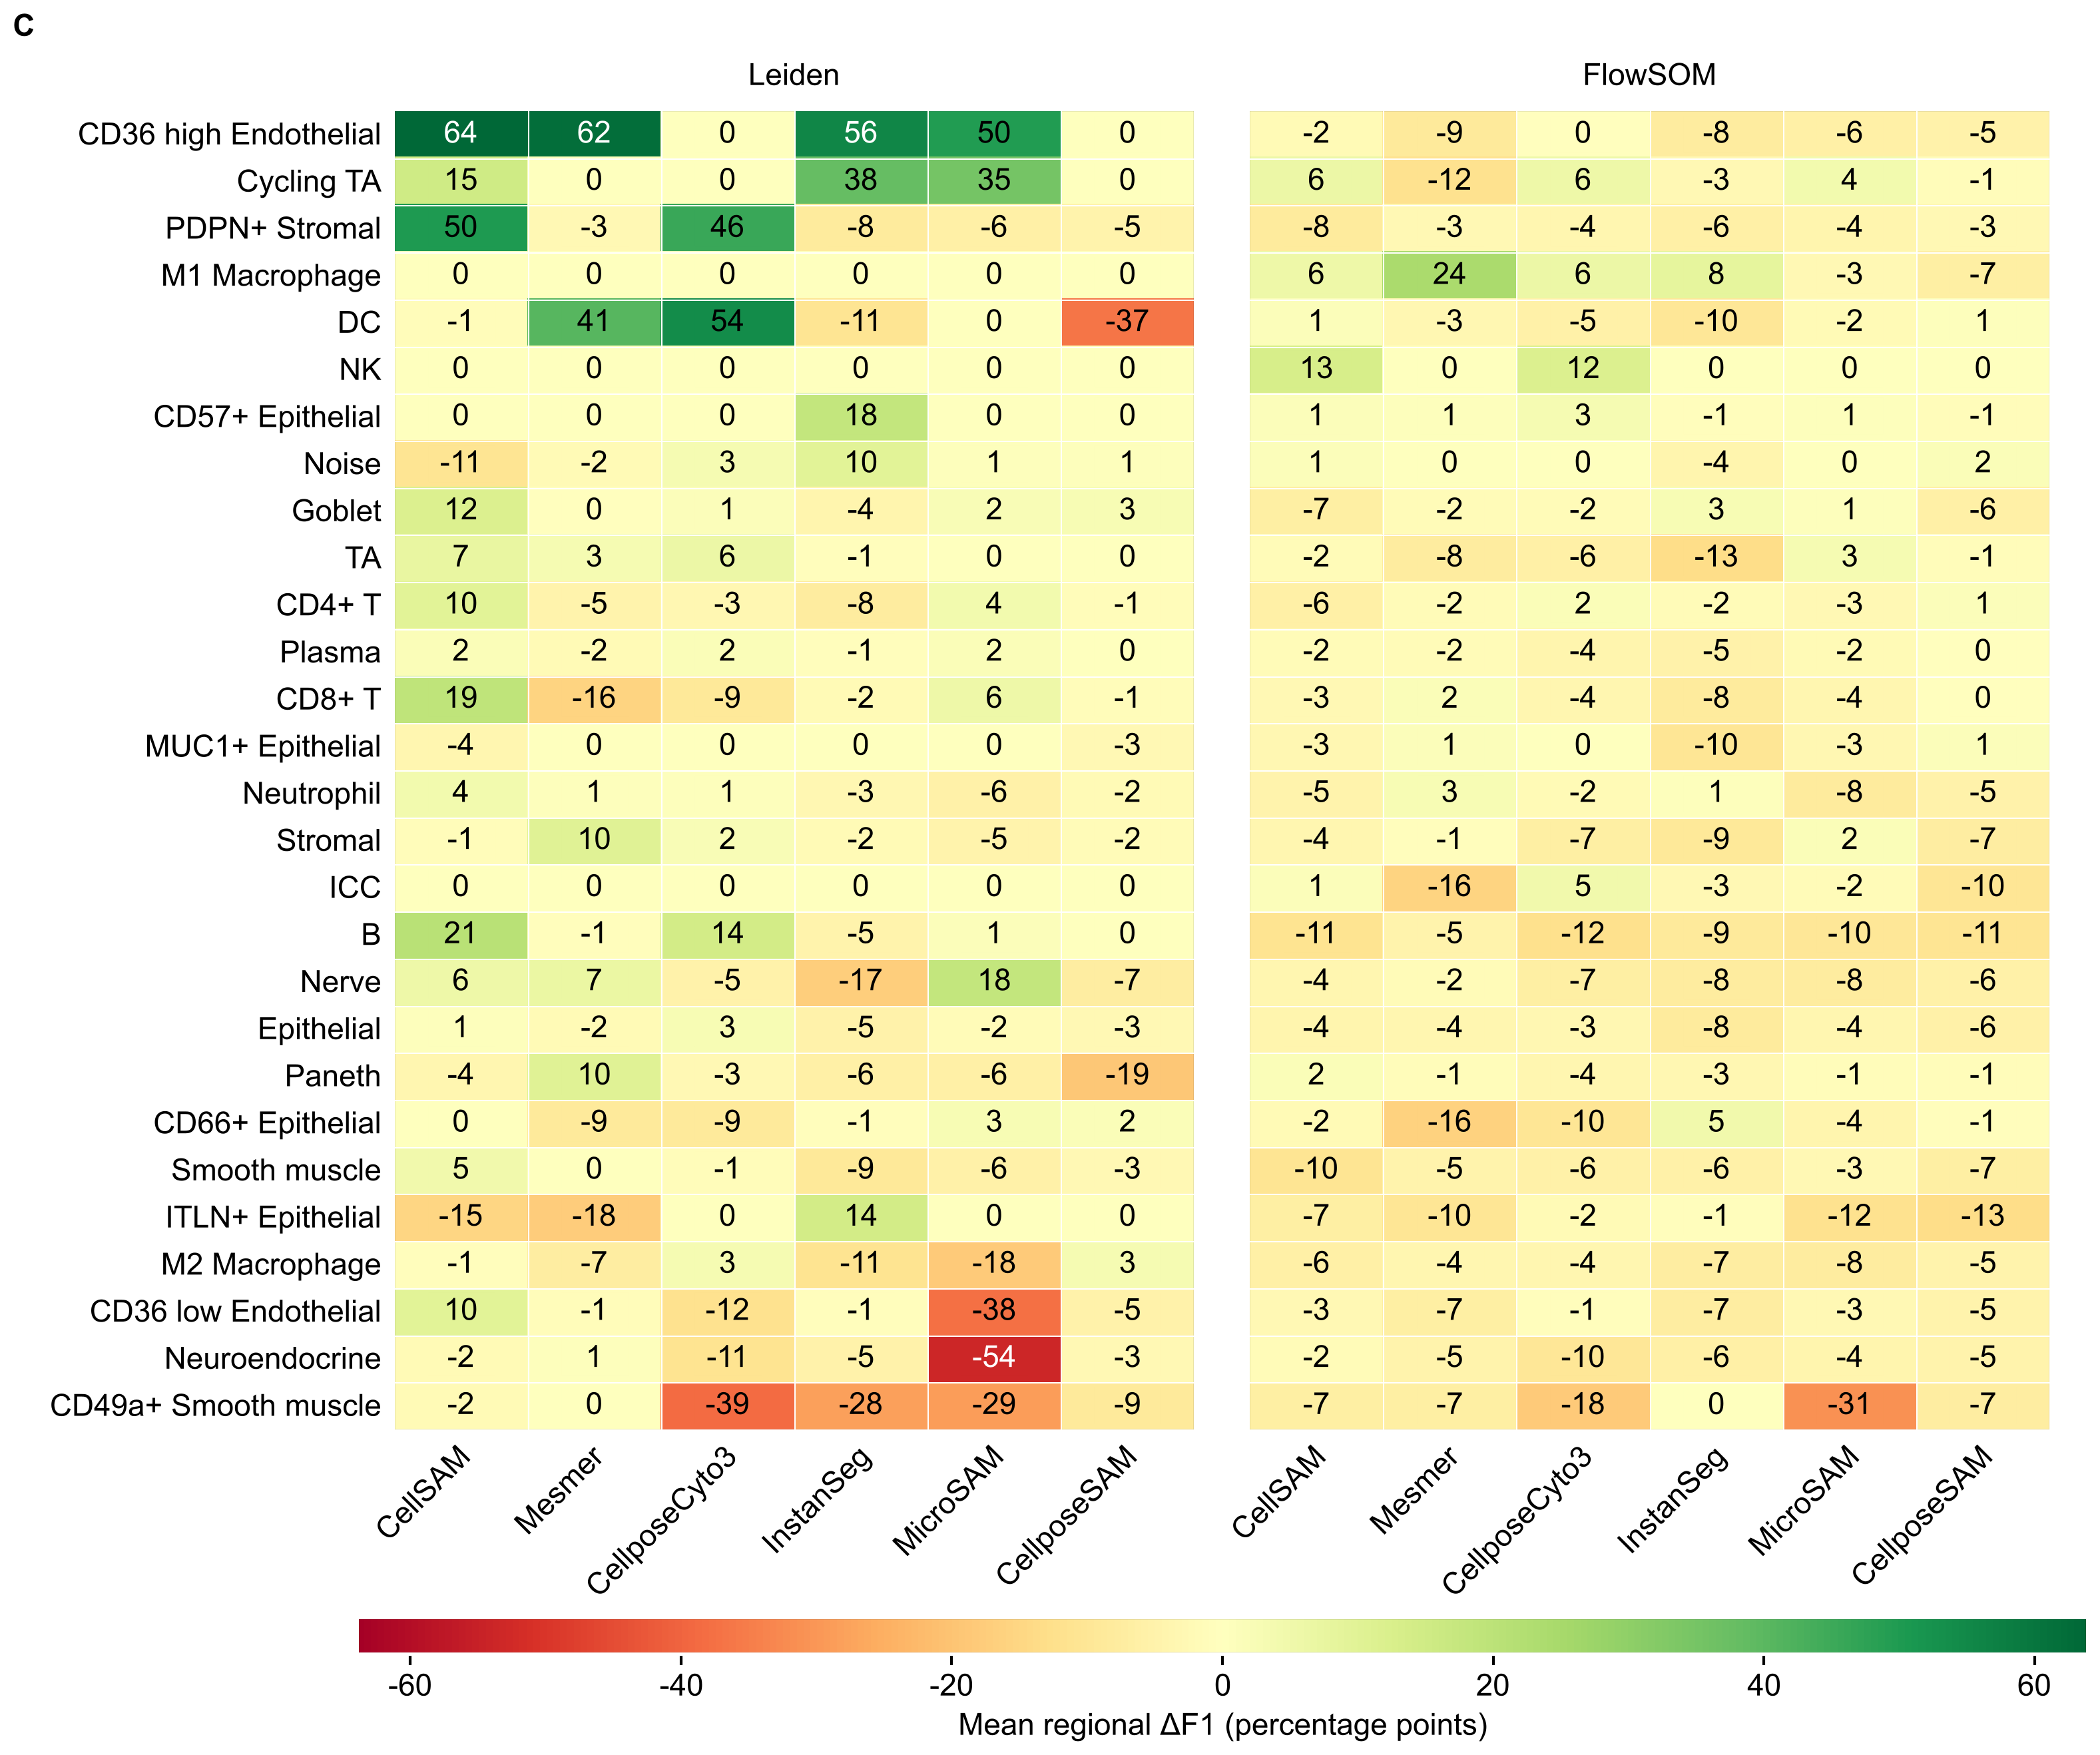 C
Leiden FlowSOM
CD36 high Endothelial 64 62 0 56 50 0 -2 -9 0 -8 -6 -5
Cycling TA 15 0 0 38 35 0 6 -12 6 -3 4 -1
PDPN+ Stromal 50 -3 46 -8 -6 -5 -8 -3 -4 -6 -4 -3
M1 Macrophage 0 0 0 0 0 0 6 24 6 8 -3 -7
DC -1 41 54 -11 0 -37 1 -3 -5 -10 -2 1
NK 0 0 0 0 0 0 13 0 12 0 0 0
CD57+ Epithelial 0 0 0 18 0 0 1 1 3 -1 1 -1
Noise -11 -2 3 10 1 1 1 0 0 -4 0 2
Goblet 12 0 1 -4 2 3 -7 -2 -2 3 1 -6
TA 7 3 6 -1 0 0 -2 -8 -6 -13 3 -1
CD4+ T 10 -5 -3 -8 4 -1 -6 -2 2 -2 -3 1
Plasma 2 -2 2 -1 2 0 -2 -2 -4 -5 -2 0
CD8+ T 19 -16 -9 -2 6 -1 -3 2 -4 -8 -4 0
MUC1+ Epithelial -4 0 0 0 0 -3 -3 1 0 -10 -3 1
Neutrophil 4 1 1 -3 -6 -2 -5 3 -2 1 -8 -5
Stromal -1 10 2 -2 -5 -2 -4 -1 -7 -9 2 -7
ICC 0 0 0 0 0 0 1 -16 5 -3 -2 -10
B 21 -1 14 -5 1 0 -11 -5 -12 -9 -10 -11
Nerve 6 7 -5 -17 18 -7 -4 -2 -7 -8 -8 -6
Epithelial 1 -2 3 -5 -2 -3 -4 -4 -3 -8 -4 -6
Paneth -4 10 -3 -6 -6 -19 2 -1 -4 -3 -1 -1
CD66+ Epithelial 0 -9 -9 -1 3 2 -2 -16 -10 5 -4 -1
Smooth muscle 5 0 -1 -9 -6 -3 -10 -5 -6 -6 -3 -7
ITLN+ Epithelial -15 -18 0 14 0 0 -7 -10 -2 -1 -12 -13
M2 Macrophage -1 -7 3 -11 -18 3 -6 -4 -4 -7 -8 -5
CD36 low Endothelial 10 -1 -12 -1 -38 -5 -3 -7 -1 -7 -3 -5
Neuroendocrine -2 1 -11 -5 -54 -3 -2 -5 -10 -6 -4 -5
CD49a+ Smooth muscle -2 0 -39 -28 -29 -9 -7 -7 -18 0 -31 -7
CellSAM Mesmer CellposeCyto3 InstanSeg MicroSAM CellposeSAM CellSAM Mesmer CellposeCyto3 InstanSeg MicroSAM CellposeSAM
-60 -40 -20 0 20 40 60
Mean regional ΔF1 (percentage points)